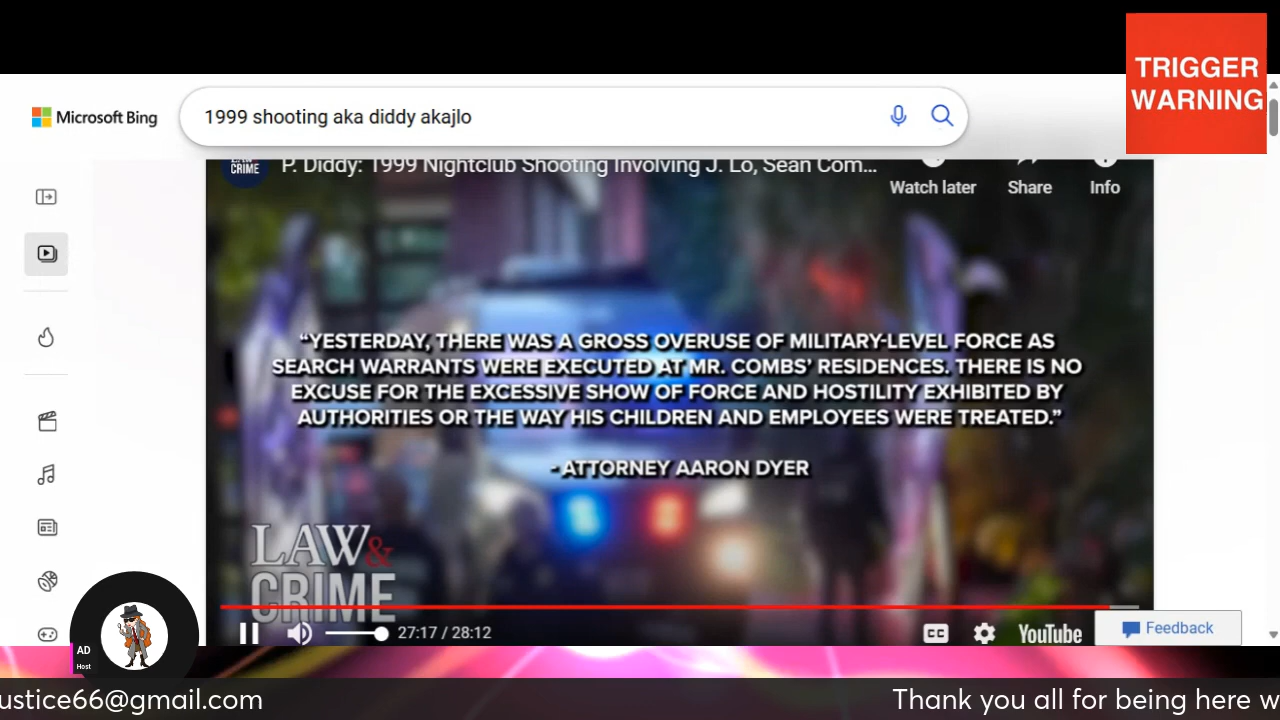 TRIGGER
WARNING
Microsoft Bing
1999 shooting aka diddy akajlo
CRIME
P. Diddy: 1999 Nightclub Shooting Involving J. Lo, Sean Com...
Watch later
Share
Info
“YESTERDAY, THERE WAS A GROSS OVERUSE OF MILITARY-LEVEL FORCE AS
SEARCH WARRANTS WERE EXECUTED AT MR. COMBS’ RESIDENCES. THERE IS NO
EXCUSE FOR THE EXCESSIVE SHOW OF FORCE AND HOSTILITY EXHIBITED BY
AUTHORITIES OR THE WAY HIS CHILDREN AND EMPLOYEES WERE TREATED.”
- ATTORNEY AARON DYER
LAW&
CRIME
27:17 / 28:12
CC
YouTube
Feedback
AD
Host
ustice66@gmail.com
Thank you all for being here w